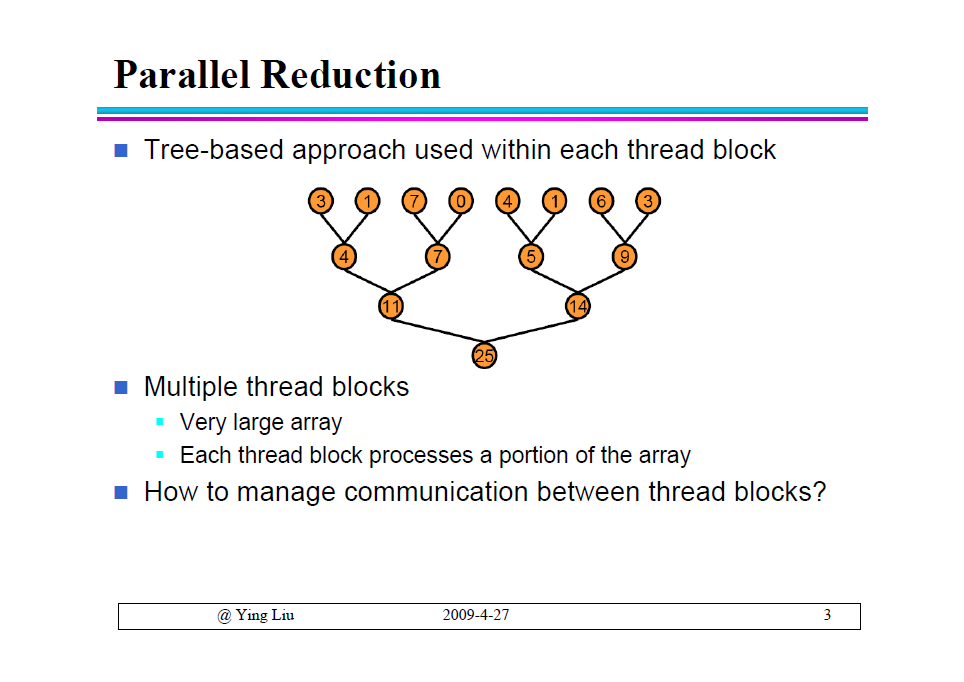 Parallel Reduction
Tree-based approach used within each thread block
3 1 7 0 4 1 6 3
4 7 5 9
11 14
25
Multiple thread blocks
Very large array
Each thread block processes a portion of the array
How to manage communication between thread blocks?
@ Ying Liu 2009-4-27 3